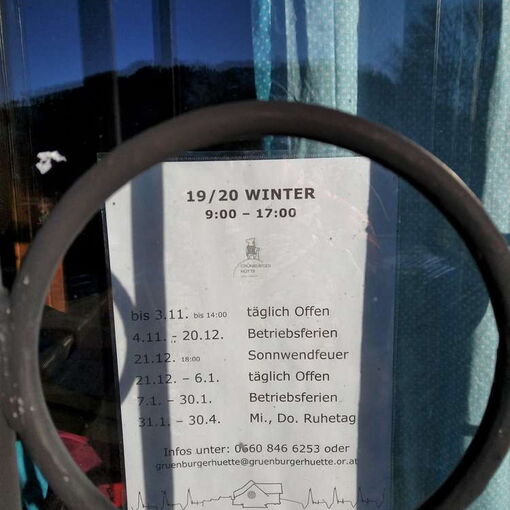 19/20 WINTER
9:00 – 17:00
GRÜNBURGER
HÜTTE
bis 3.11. bis 14:00 täglich Offen
4.11. - 20.12. Betriebsferien
21.12. 18:00 Sonnwendfeuer
21.12. – 6.1. täglich Offen
7.1. – 30.1. Betriebsferien
31.1. – 30.4. Mi., Do. Ruhetag
Infos unter: 0660 846 6253 oder
gruenburgerhuette@gruenburgerhuette.or.at